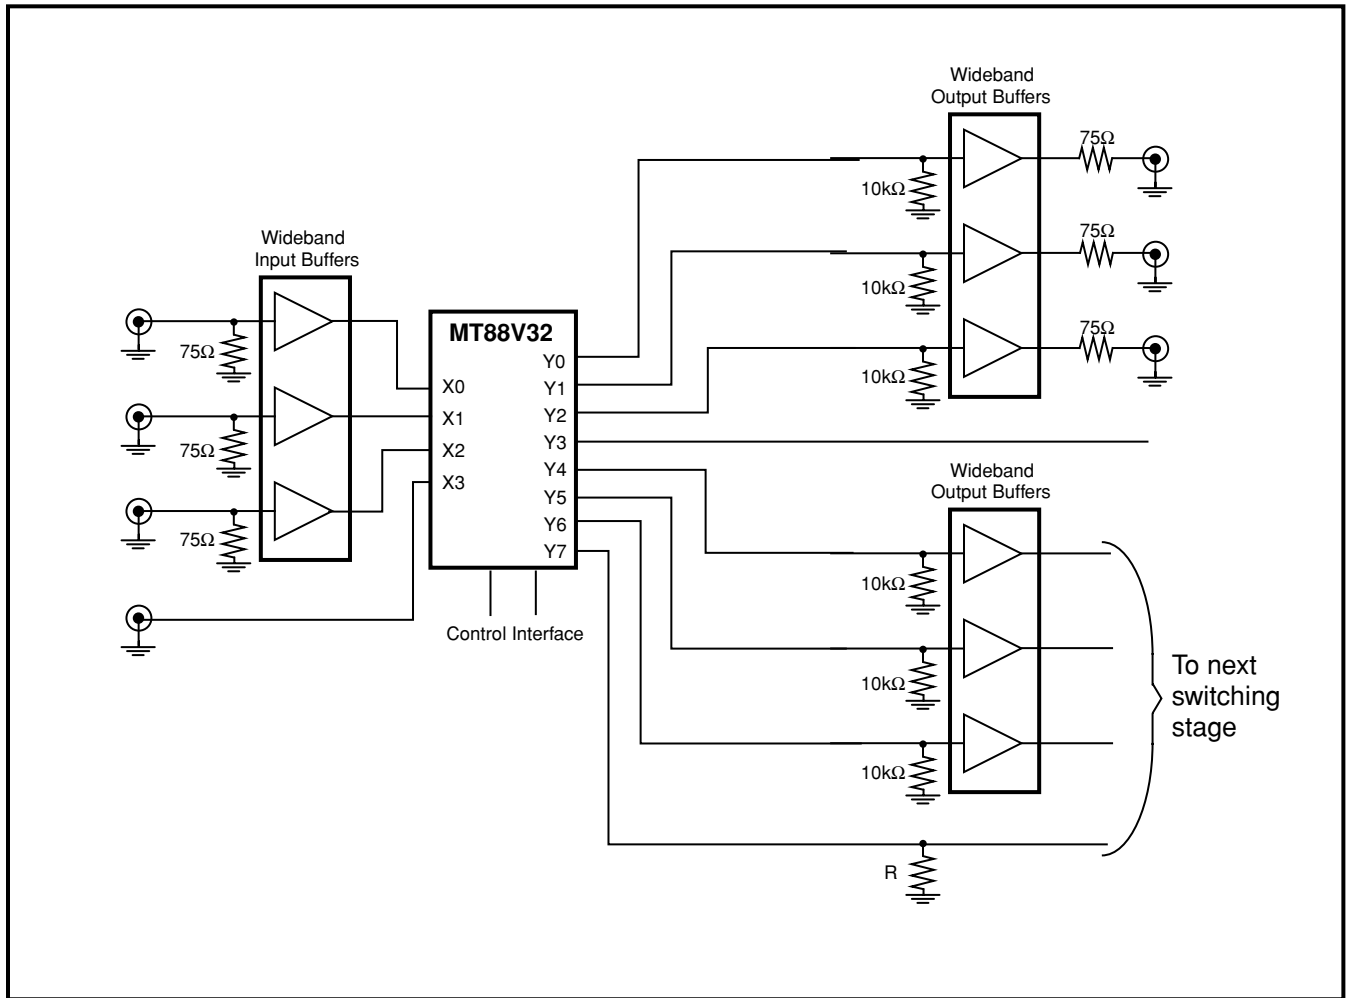 Wideband
Output Buffers
75Ω
10kΩ
75Ω
10kΩ
75Ω
10kΩ
Wideband
Input Buffers
75Ω
75Ω
75Ω
MT88V32
X0
X1
X2
X3
Y0
Y1
Y2
Y3
Y4
Y5
Y6
Y7
Control Interface
Wideband
Output Buffers
10kΩ
10kΩ
10kΩ
R
To next
switching
stage